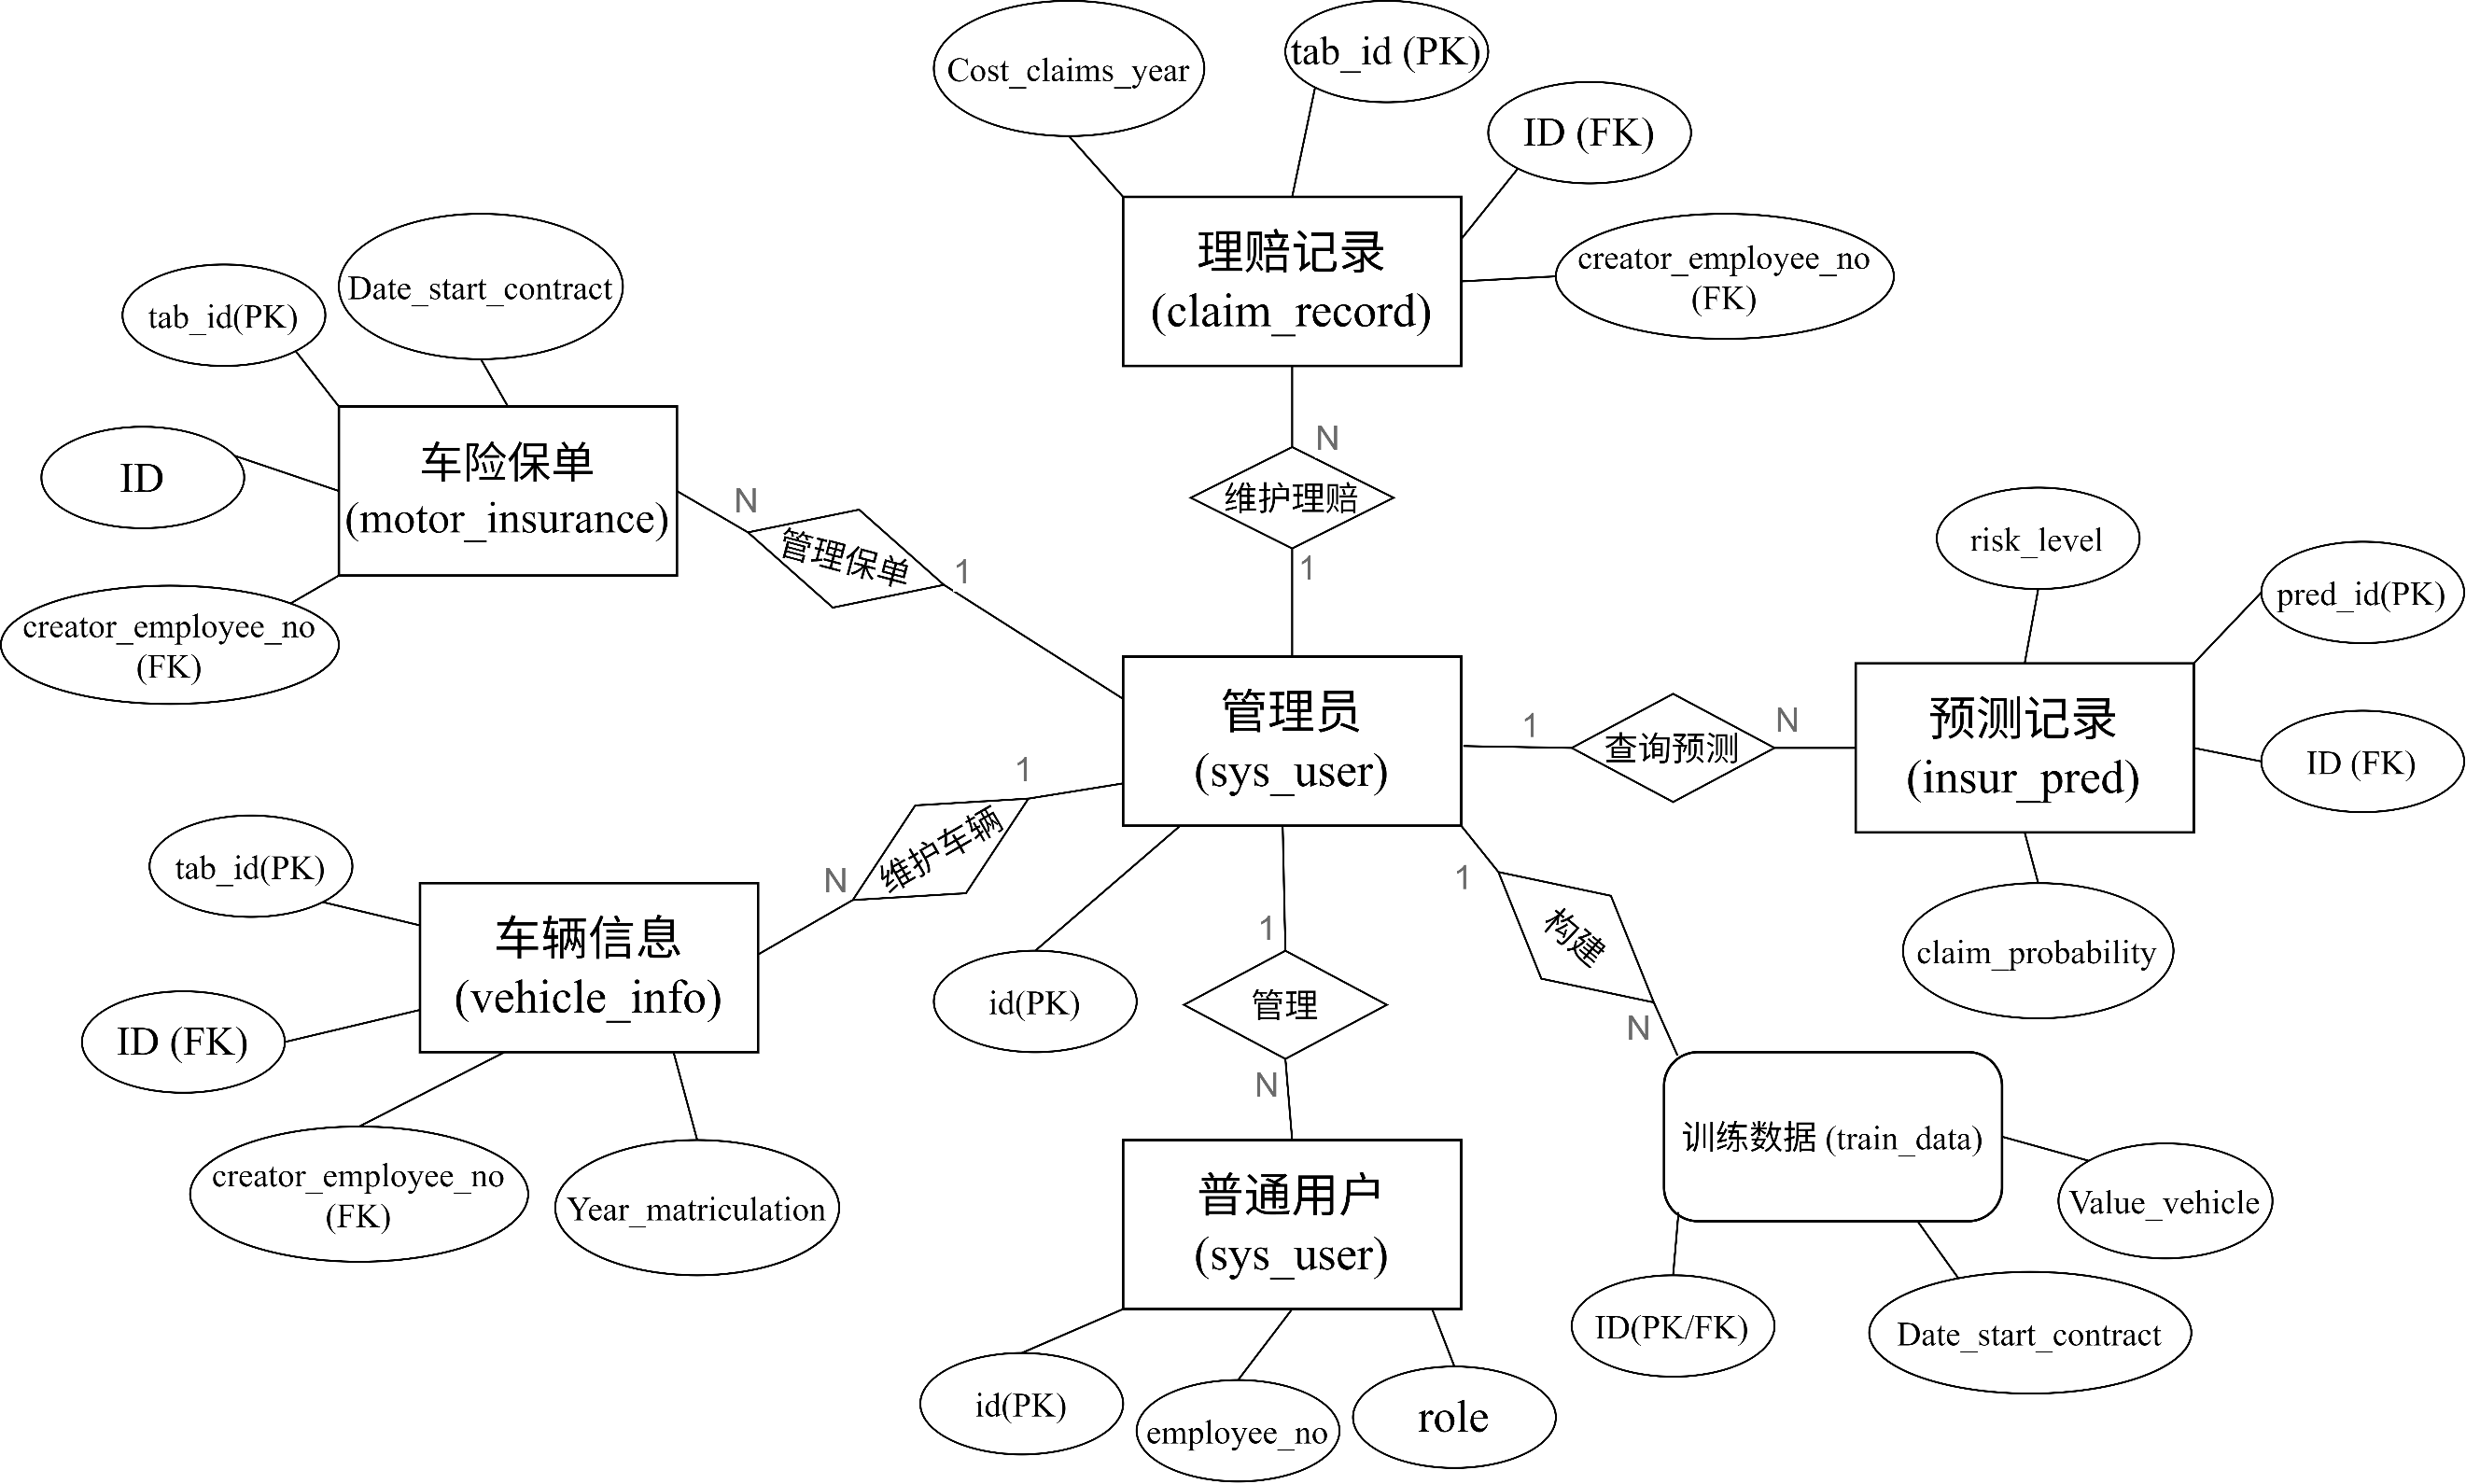 Cost_claims_year
tab_id (PK)
ID (FK)
理赔记录
(claim_record)
creator_employee_no
(FK)
tab_id(PK)
Date_start_contract
ID
车险保单
(motor_insurance)
creator_employee_no
(FK)
N
管理保单
1
N
维护理赔
1
管理员
(sys_user)
1
查询预测
N
risk_level
pred_id(PK)
预测记录
(insur_pred)
ID (FK)
claim_probability
1
维护车辆
N
tab_id(PK)
车辆信息
(vehicle_info)
ID (FK)
creator_employee_no
(FK)
Year_matriculation
id(PK)
1
管理
N
1
构建
N
训练数据 (train_data)
Value_vehicle
ID(PK/FK)
Date_start_contract
普通用户
(sys_user)
id(PK)
employee_no
role